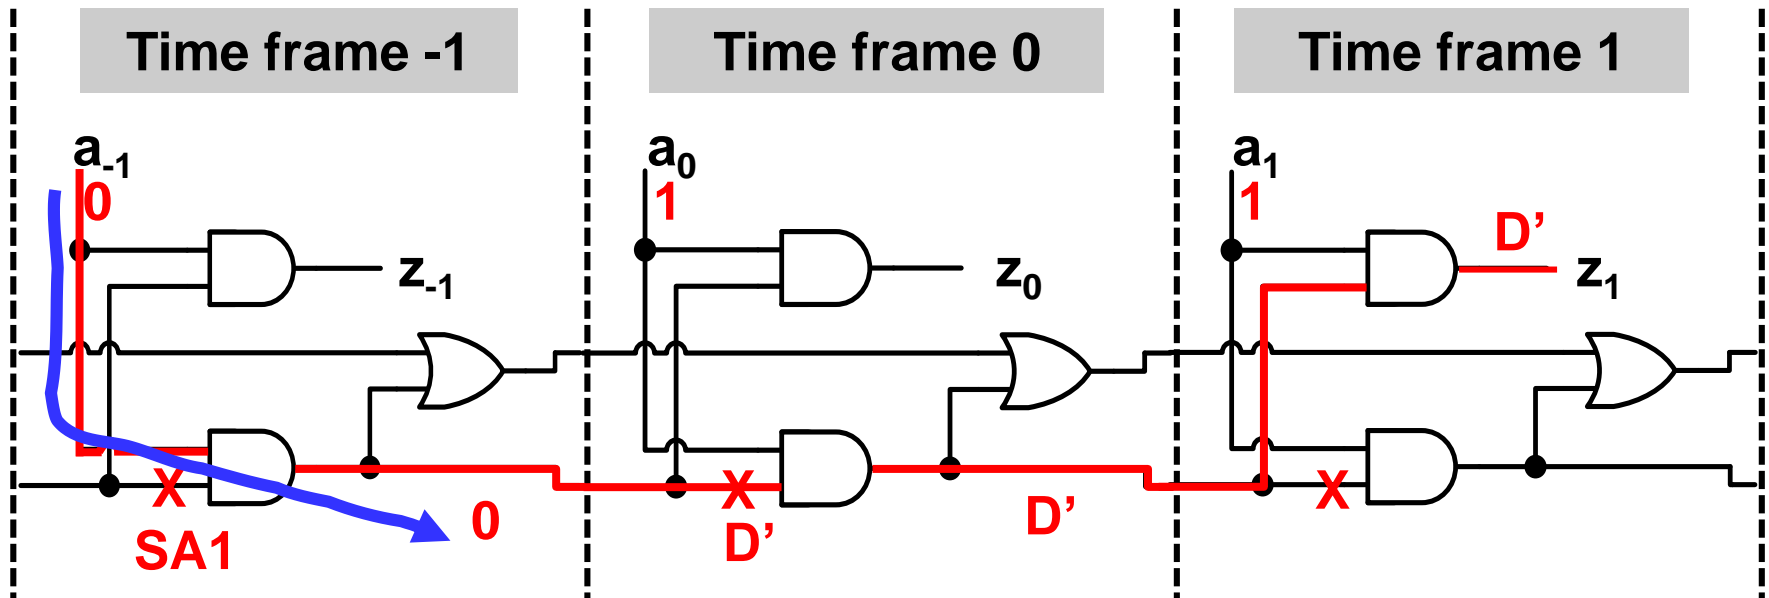 Time frame -1
Time frame 0
Time frame 1
a-1
a0
a1
0
1
1
D’
z-1
z0
z1
X
X
X
0
D’
D’
SA1